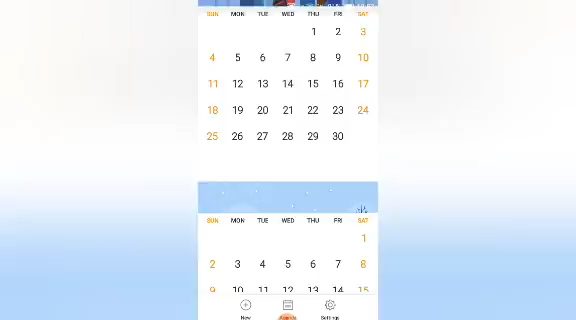 SUN MON TUE WED THU FRI SAT
1 2 3
4 5 6 7 8 9 10
11 12 13 14 15 16 17
18 19 20 21 22 23 24
25 26 27 28 29 30
SUN MON TUE WED THU FRI SAT
1
2 3 4 5 6 7 8
9 10 11 12 13 14 15
New Agenda Settings